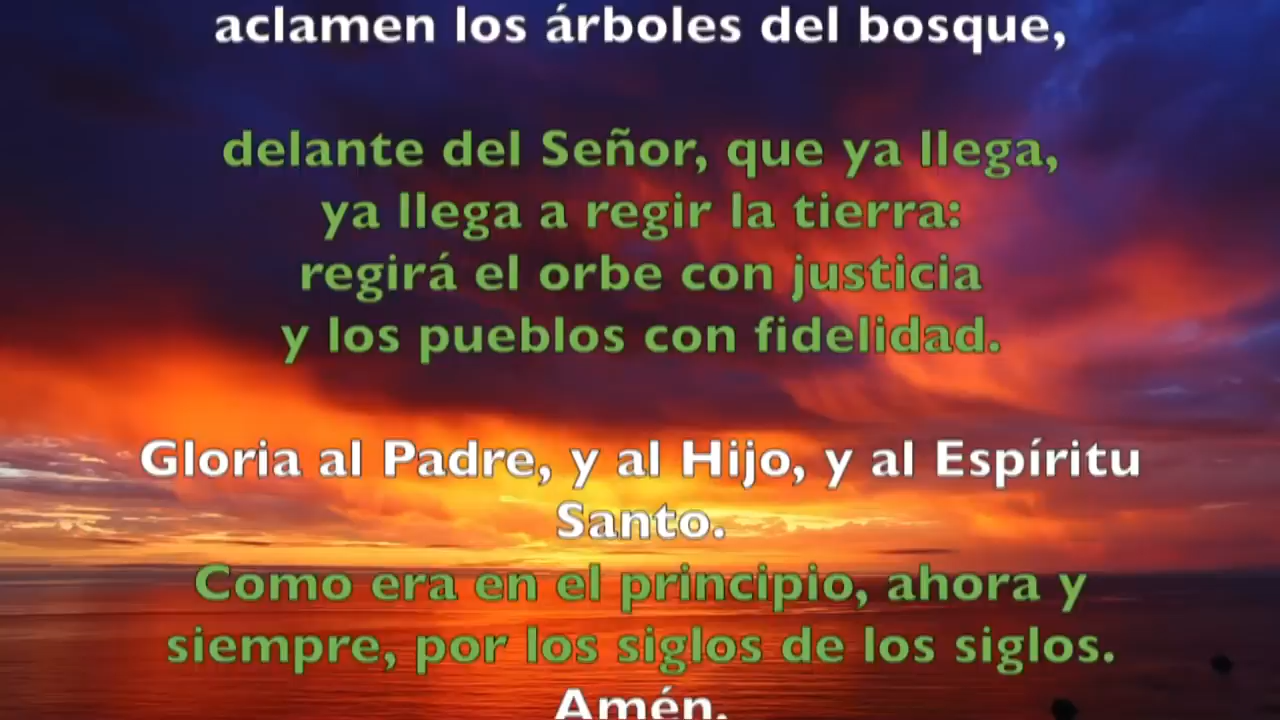 aclamen los árboles del bosque,
delante del Señor, que ya llega,
ya llega a regir la tierra:
regirá el orbe con justicia
y los pueblos con fidelidad.
Gloria al Padre, y al Hijo, y al Espíritu
Santo.
Como era en el principio, ahora y
siempre, por los siglos de los siglos.
Amén.